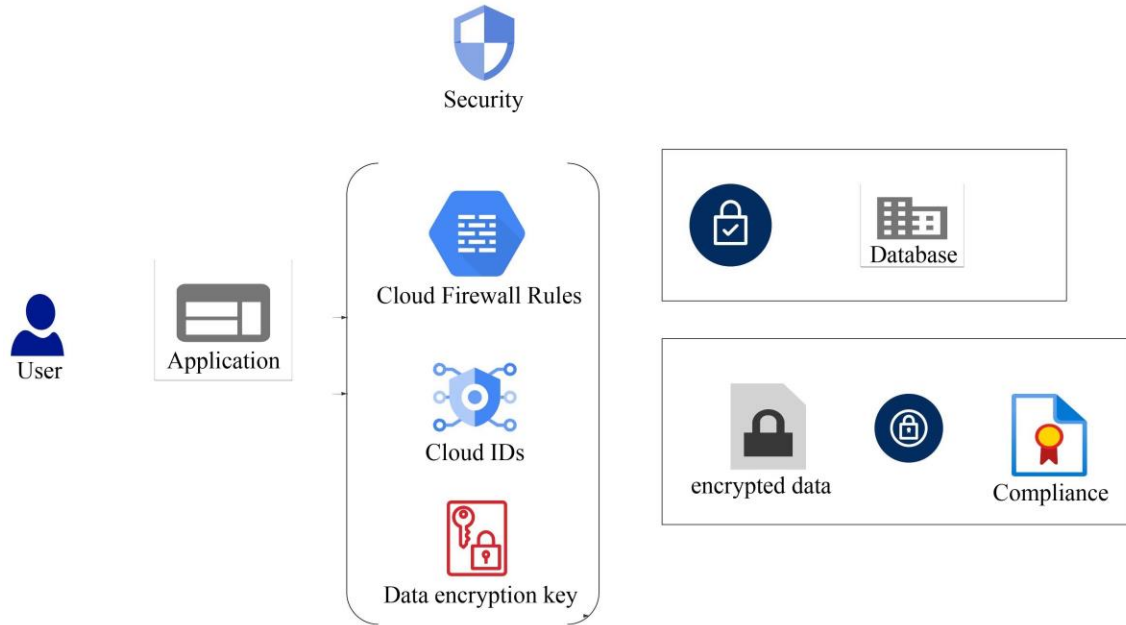 Security
Cloud Firewall Rules
Database
User
Application
Cloud IDs
encrypted data
Compliance
Data encryption key